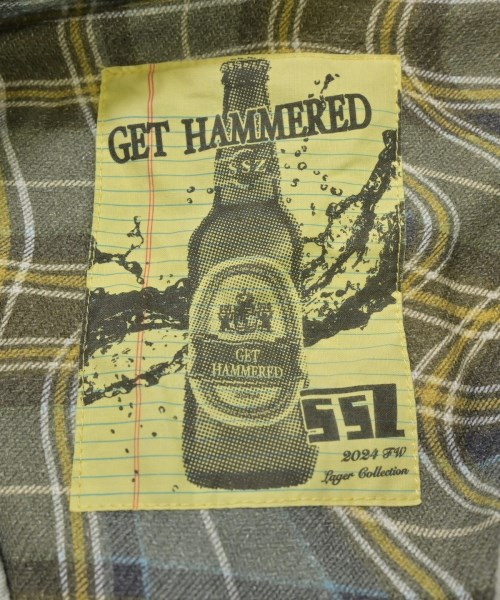 GET HAMMERED
SSZ
GET
HAMMERED
SSZ
2024 FW
Lager Collection